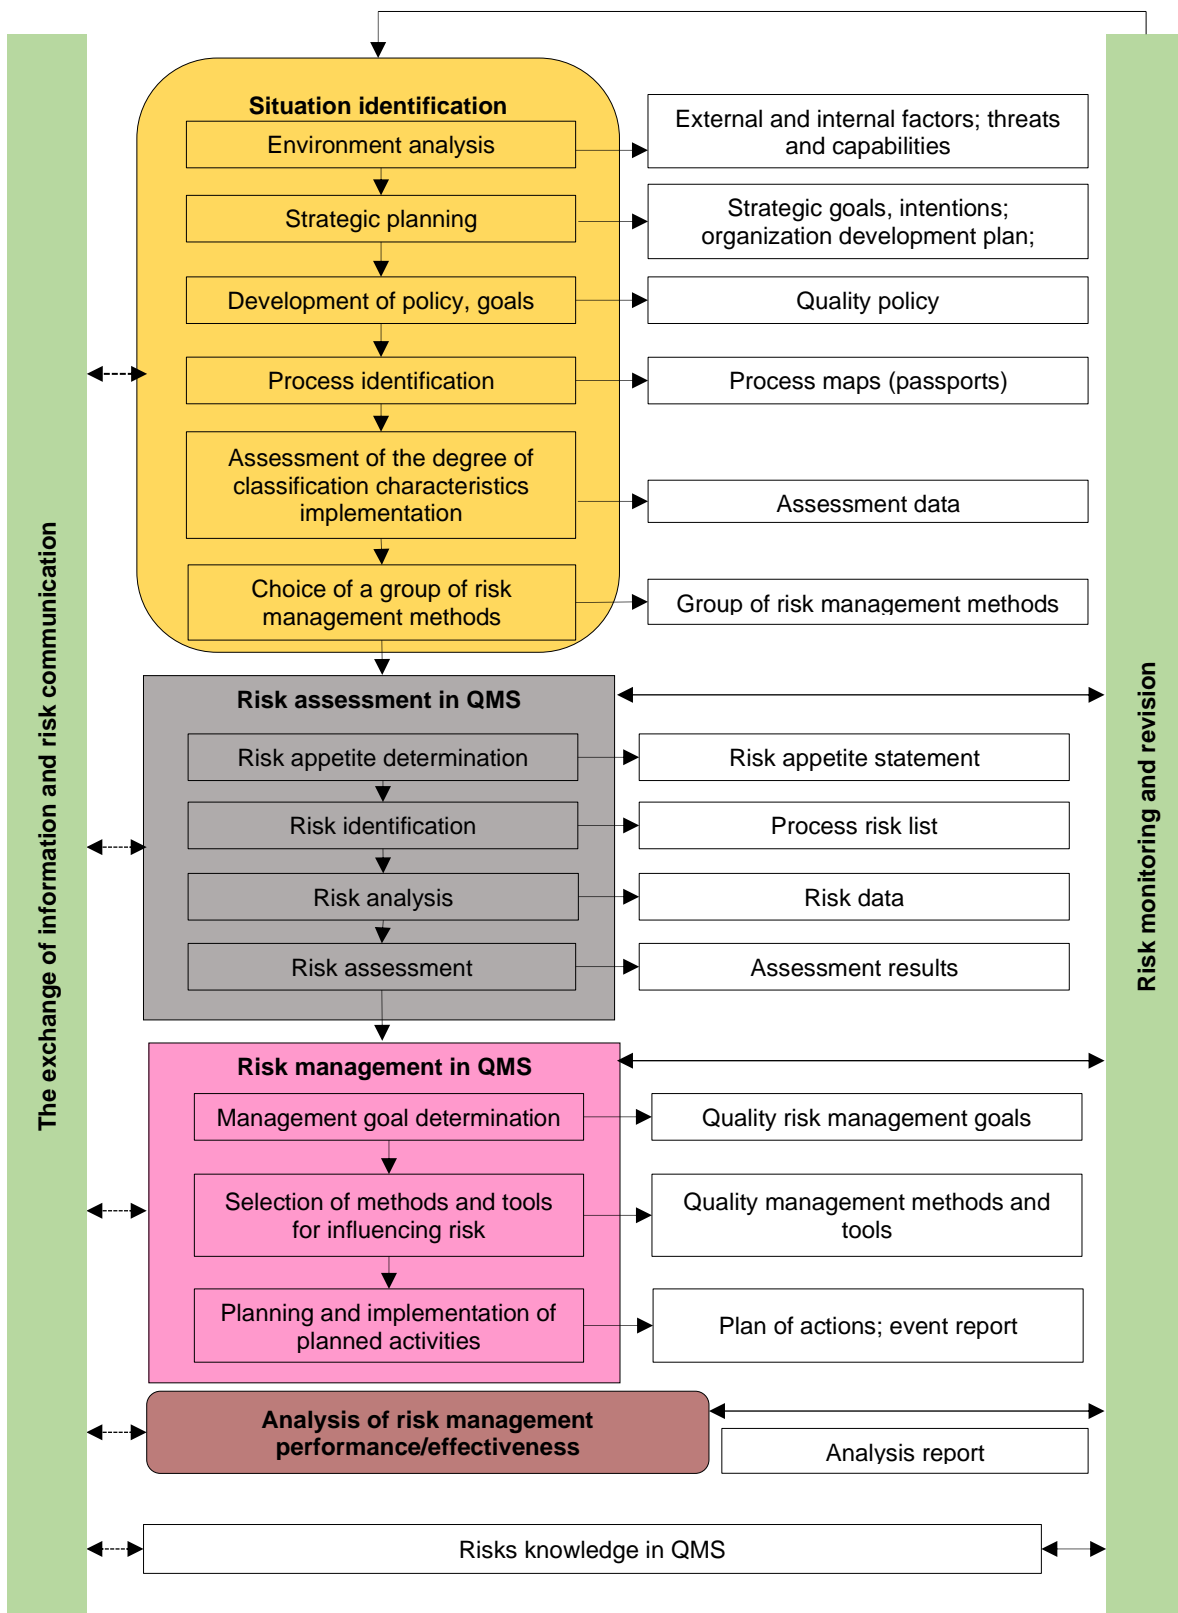 The exchange of information and risk communication
Situation identification
Environment analysis
External and internal factors; threats
and capabilities
Strategic planning
Strategic goals, intentions;
organization development plan;
Development of policy, goals
Quality policy
Process identification
Process maps (passports)
Assessment of the degree of
classification characteristics
implementation
Assessment data
Choice of a group of risk
management methods
Group of risk management methods
Risk assessment in QMS
Risk appetite determination
Risk appetite statement
Risk identification
Process risk list
Risk analysis
Risk data
Risk assessment
Assessment results
Risk management in QMS
Management goal determination
Quality risk management goals
Selection of methods and tools
for influencing risk
Quality management methods and
tools
Planning and implementation of
planned activities
Plan of actions; event report
Analysis of risk management
performance/effectiveness
Analysis report
Risks knowledge in QMS
Risk monitoring and revision